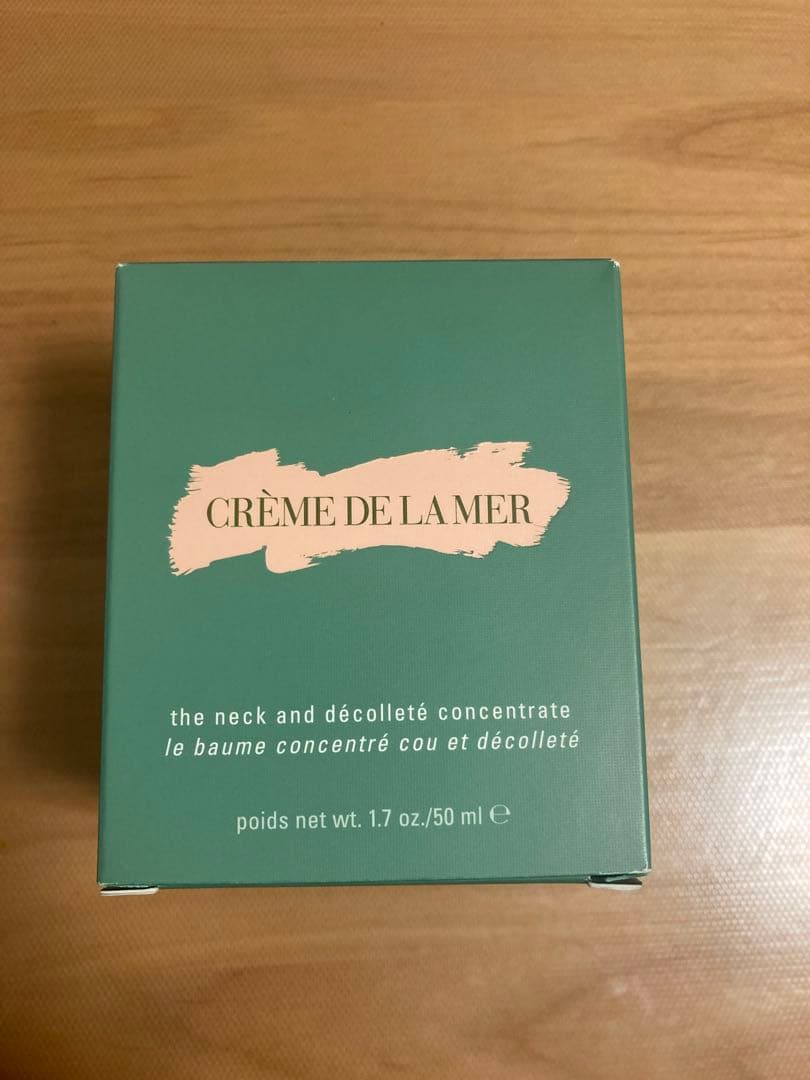 CRÈME DE LA MER
the neck and décolleté concentrate
le baume concentré cou et décolleté
poids net wt. 1.7 oz./50 ml ℮